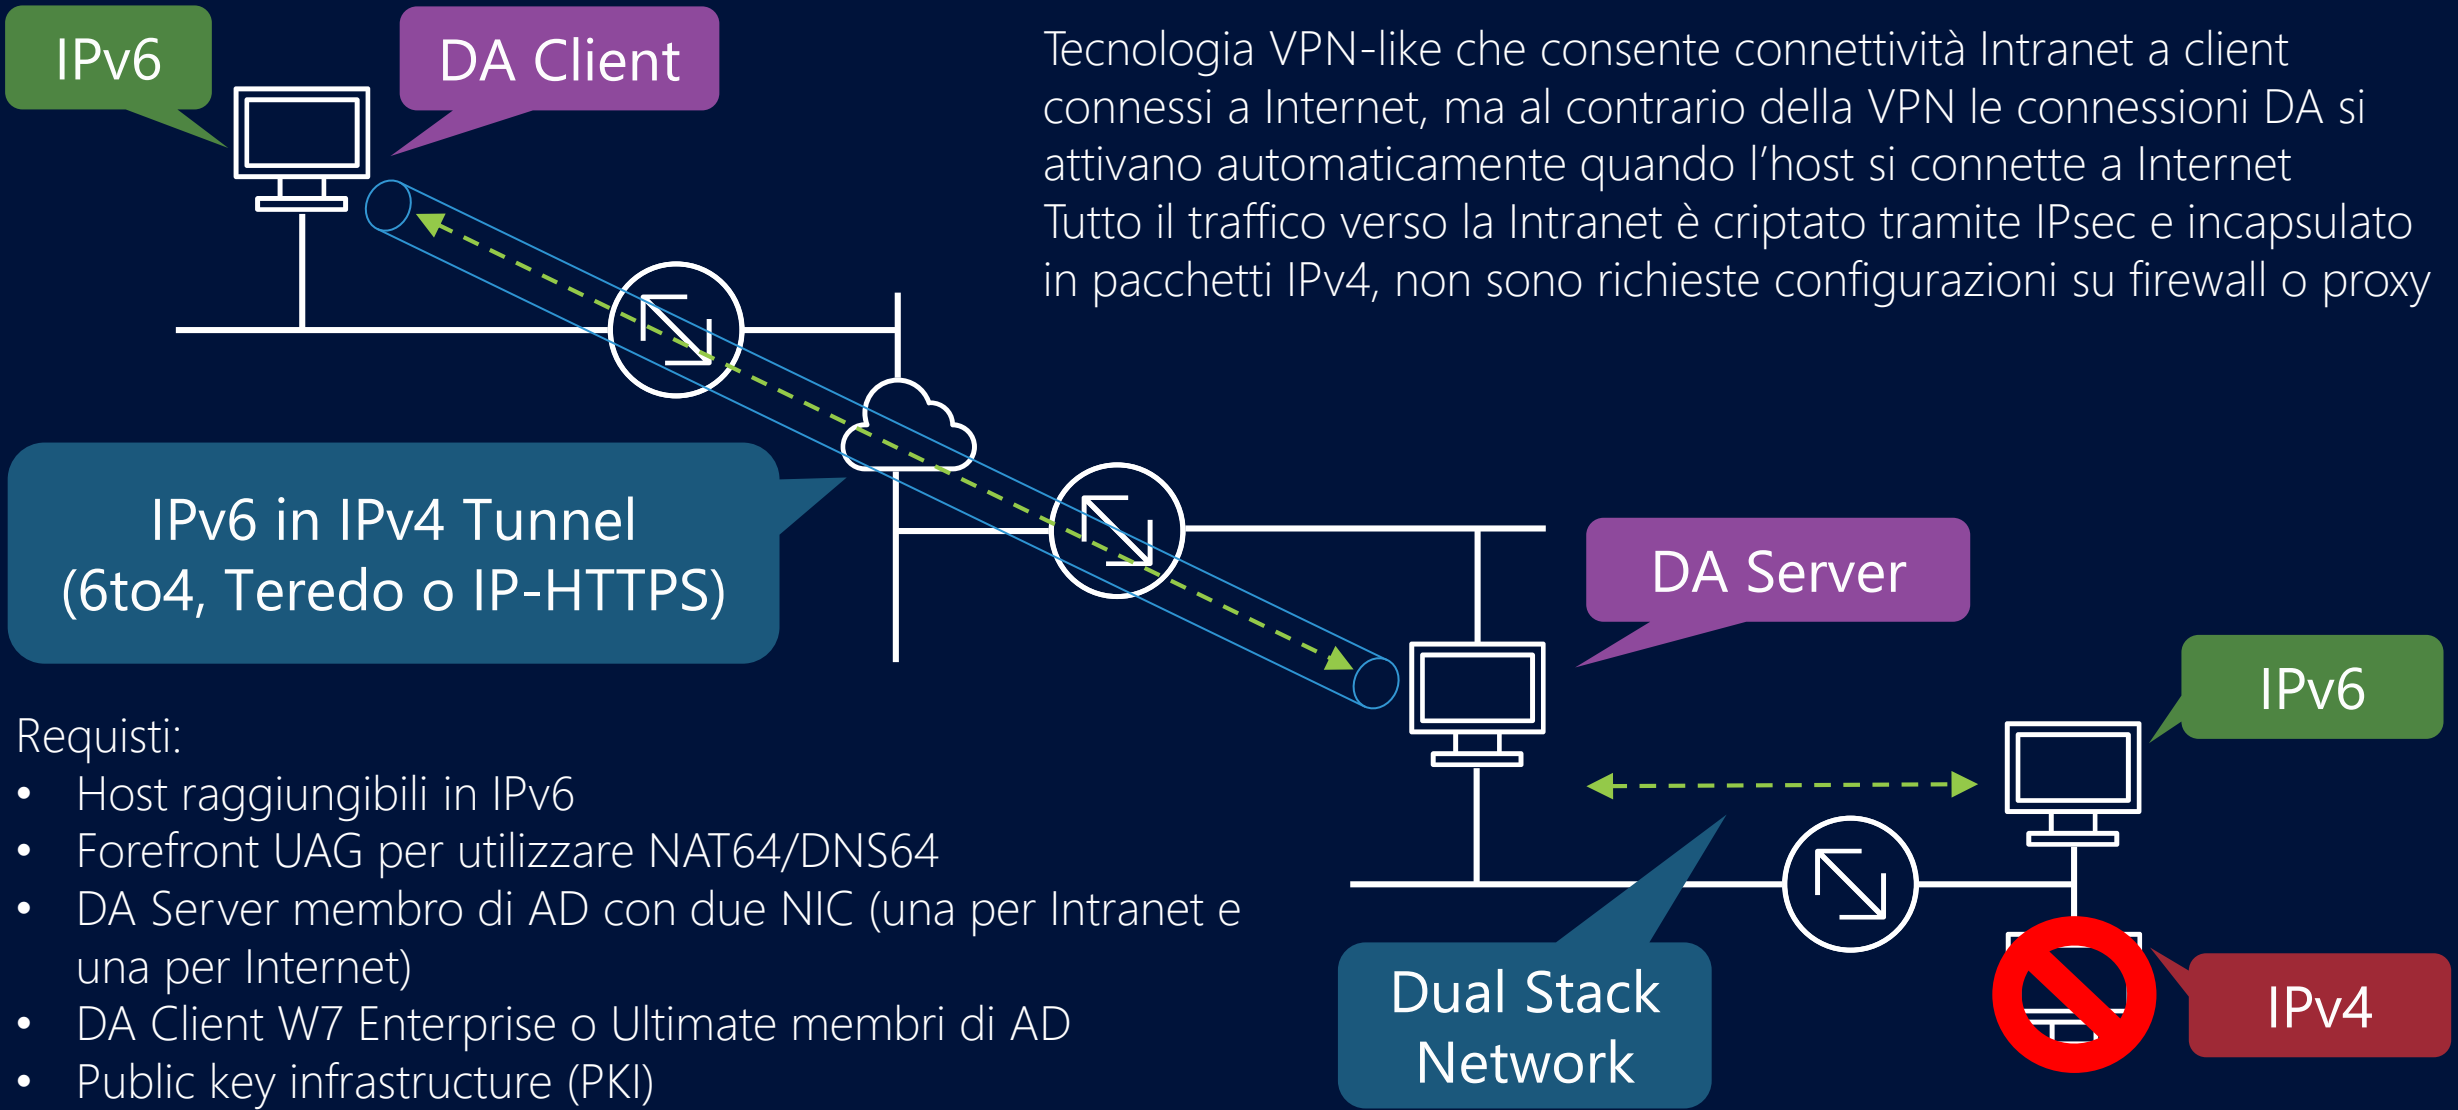 IPv6
DA Client
Tecnologia VPN-like che consente connettività Intranet a client
connessi a Internet, ma al contrario della VPN le connessioni DA si
attivano automaticamente quando l’host si connette a Internet
Tutto il traffico verso la Intranet è criptato tramite IPsec e incapsulato
in pacchetti IPv4, non sono richieste configurazioni su firewall o proxy
IPv6 in IPv4 Tunnel
(6to4, Teredo o IP-HTTPS)
DA Server
IPv6
Requisti:
• Host raggiungibili in IPv6
• Forefront UAG per utilizzare NAT64/DNS64
• DA Server membro di AD con due NIC (una per Intranet e
una per Internet)
• DA Client W7 Enterprise o Ultimate membri di AD
• Public key infrastructure (PKI)
Dual Stack
Network
IPv4